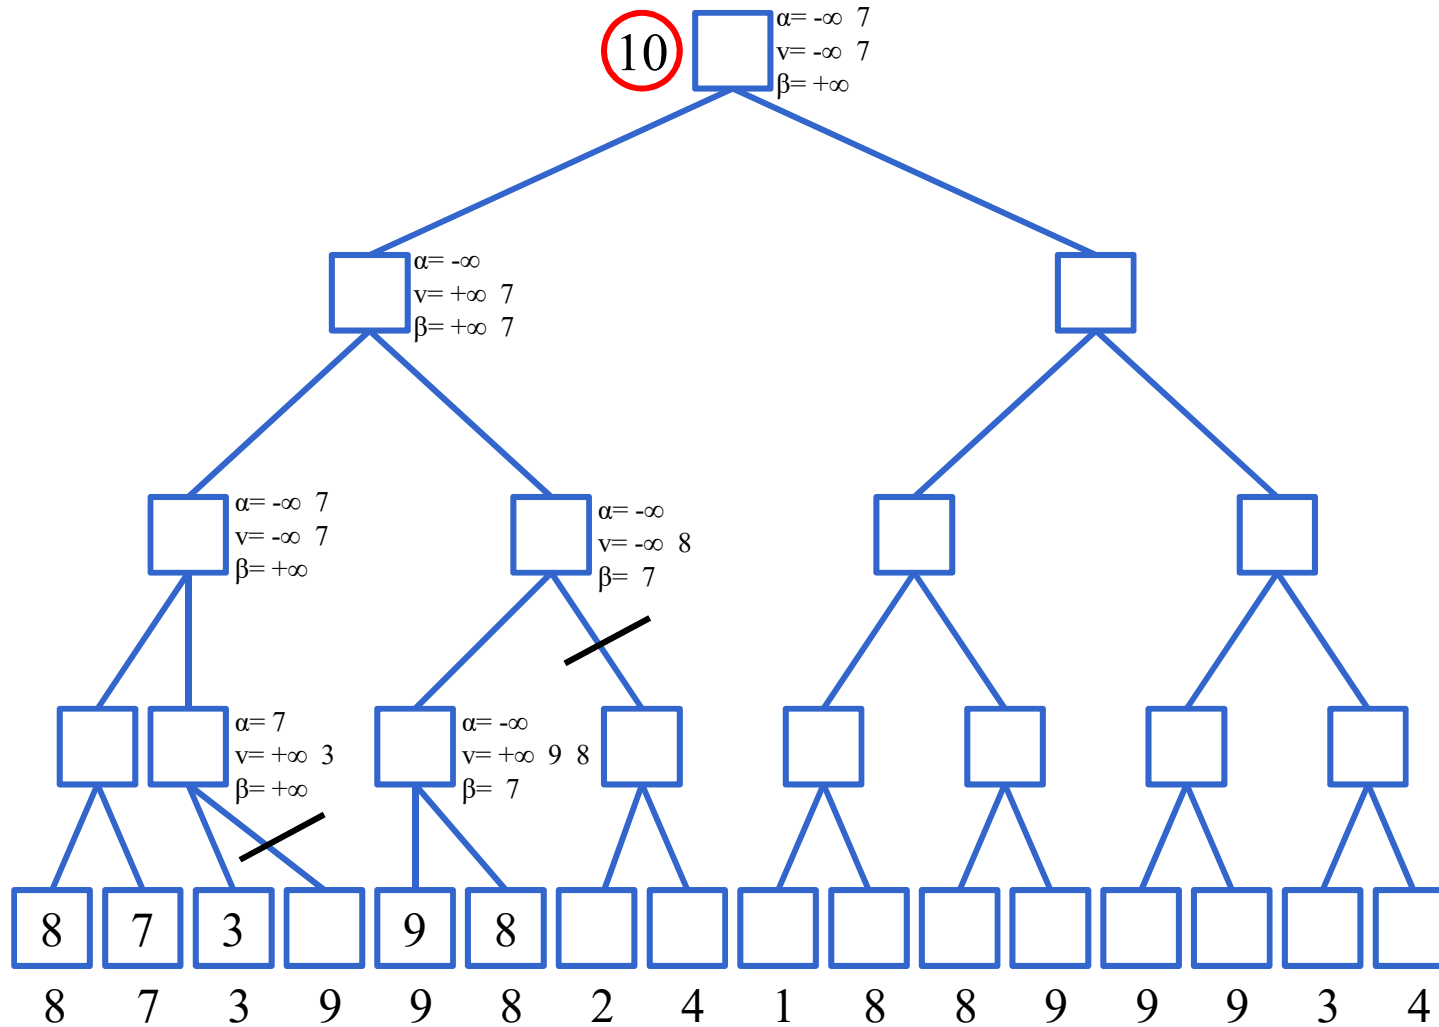 10
α= -∞ 7
v= -∞ 7
β= +∞
α= -∞
v= +∞ 7
β= +∞ 7
α= -∞ 7
v= -∞ 7
β= +∞
α= -∞
v= -∞ 8
β= 7
α= 7
v= +∞ 3
β= +∞
α= -∞
v= +∞ 9 8
β= 7
8 7 3 9 8
8 7 3 9 9 8 2 4 1 8 8 9 9 9 3 4